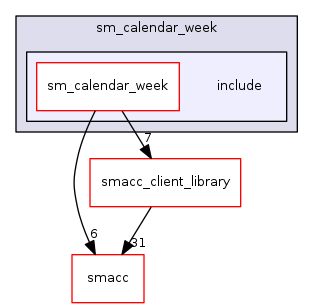 sm_calendar_week
sm_calendar_week
include
7
smacc_client_library
6
31
smacc